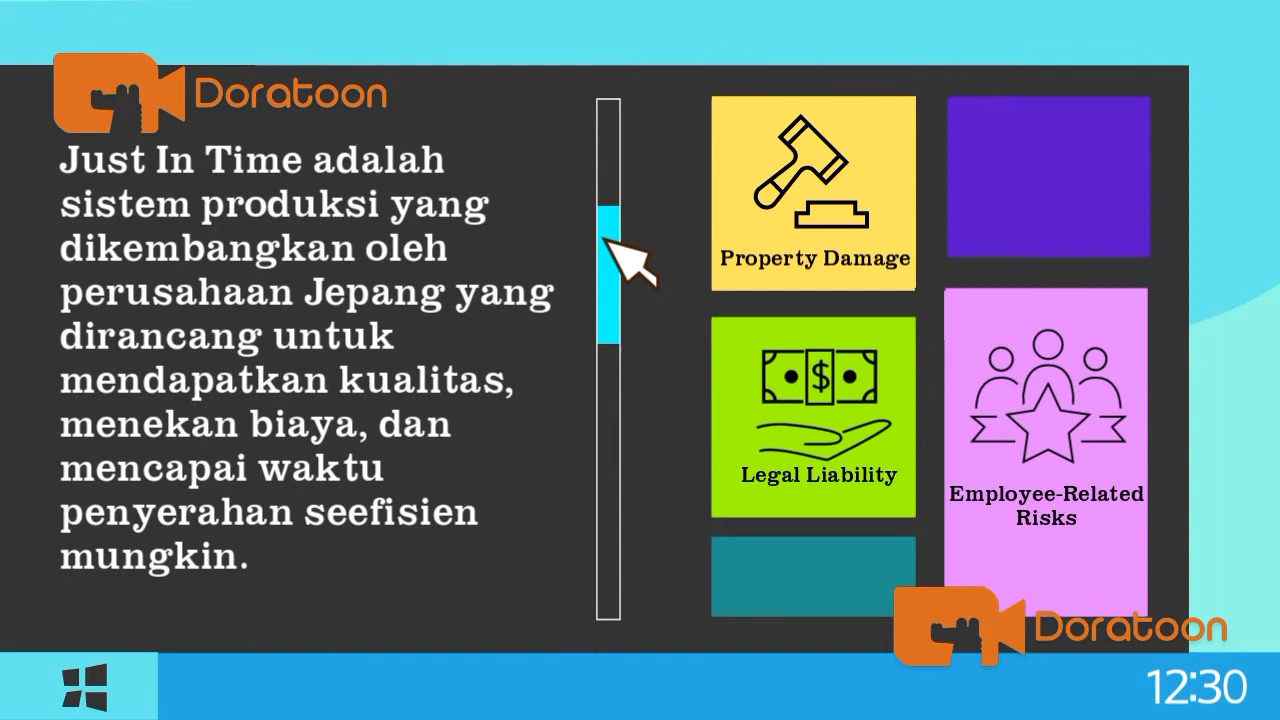 Doratoon
Just In Time adalah
sistem produksi yang
dikembangkan oleh
perusahaan Jepang yang
dirancang untuk
mendapatkan kualitas,
menekan biaya, dan
mencapai waktu
penyerahan seefisien
mungkin.
Property Damage
$
Legal Liability
Employee-Related
Risks
Doratoon
12:30